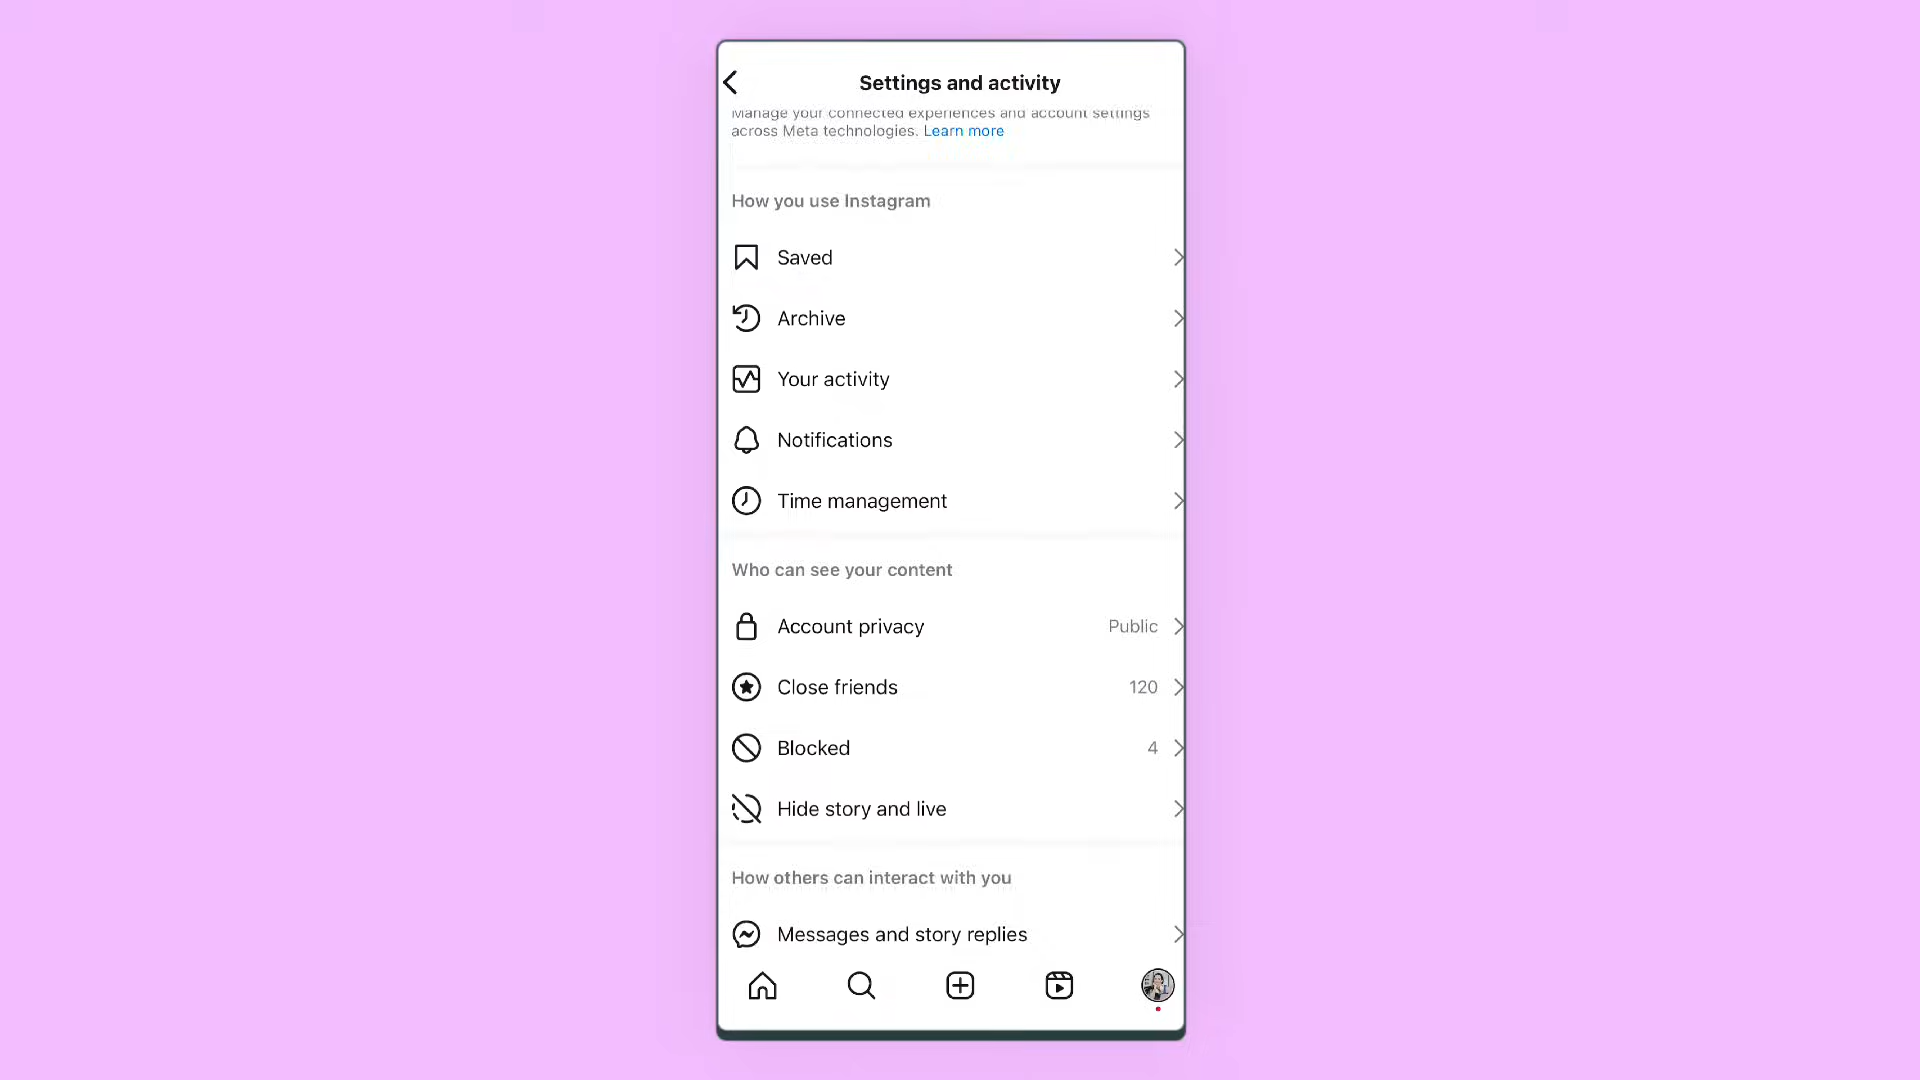 Settings and activity
Manage your connected experiences and account settings
across Meta technologies. Learn more
How you use Instagram
Saved
Archive
Your activity
Notifications
Time management
Who can see your content
Account privacy Public
Close friends 120
Blocked 4
Hide story and live
How others can interact with you
Messages and story replies